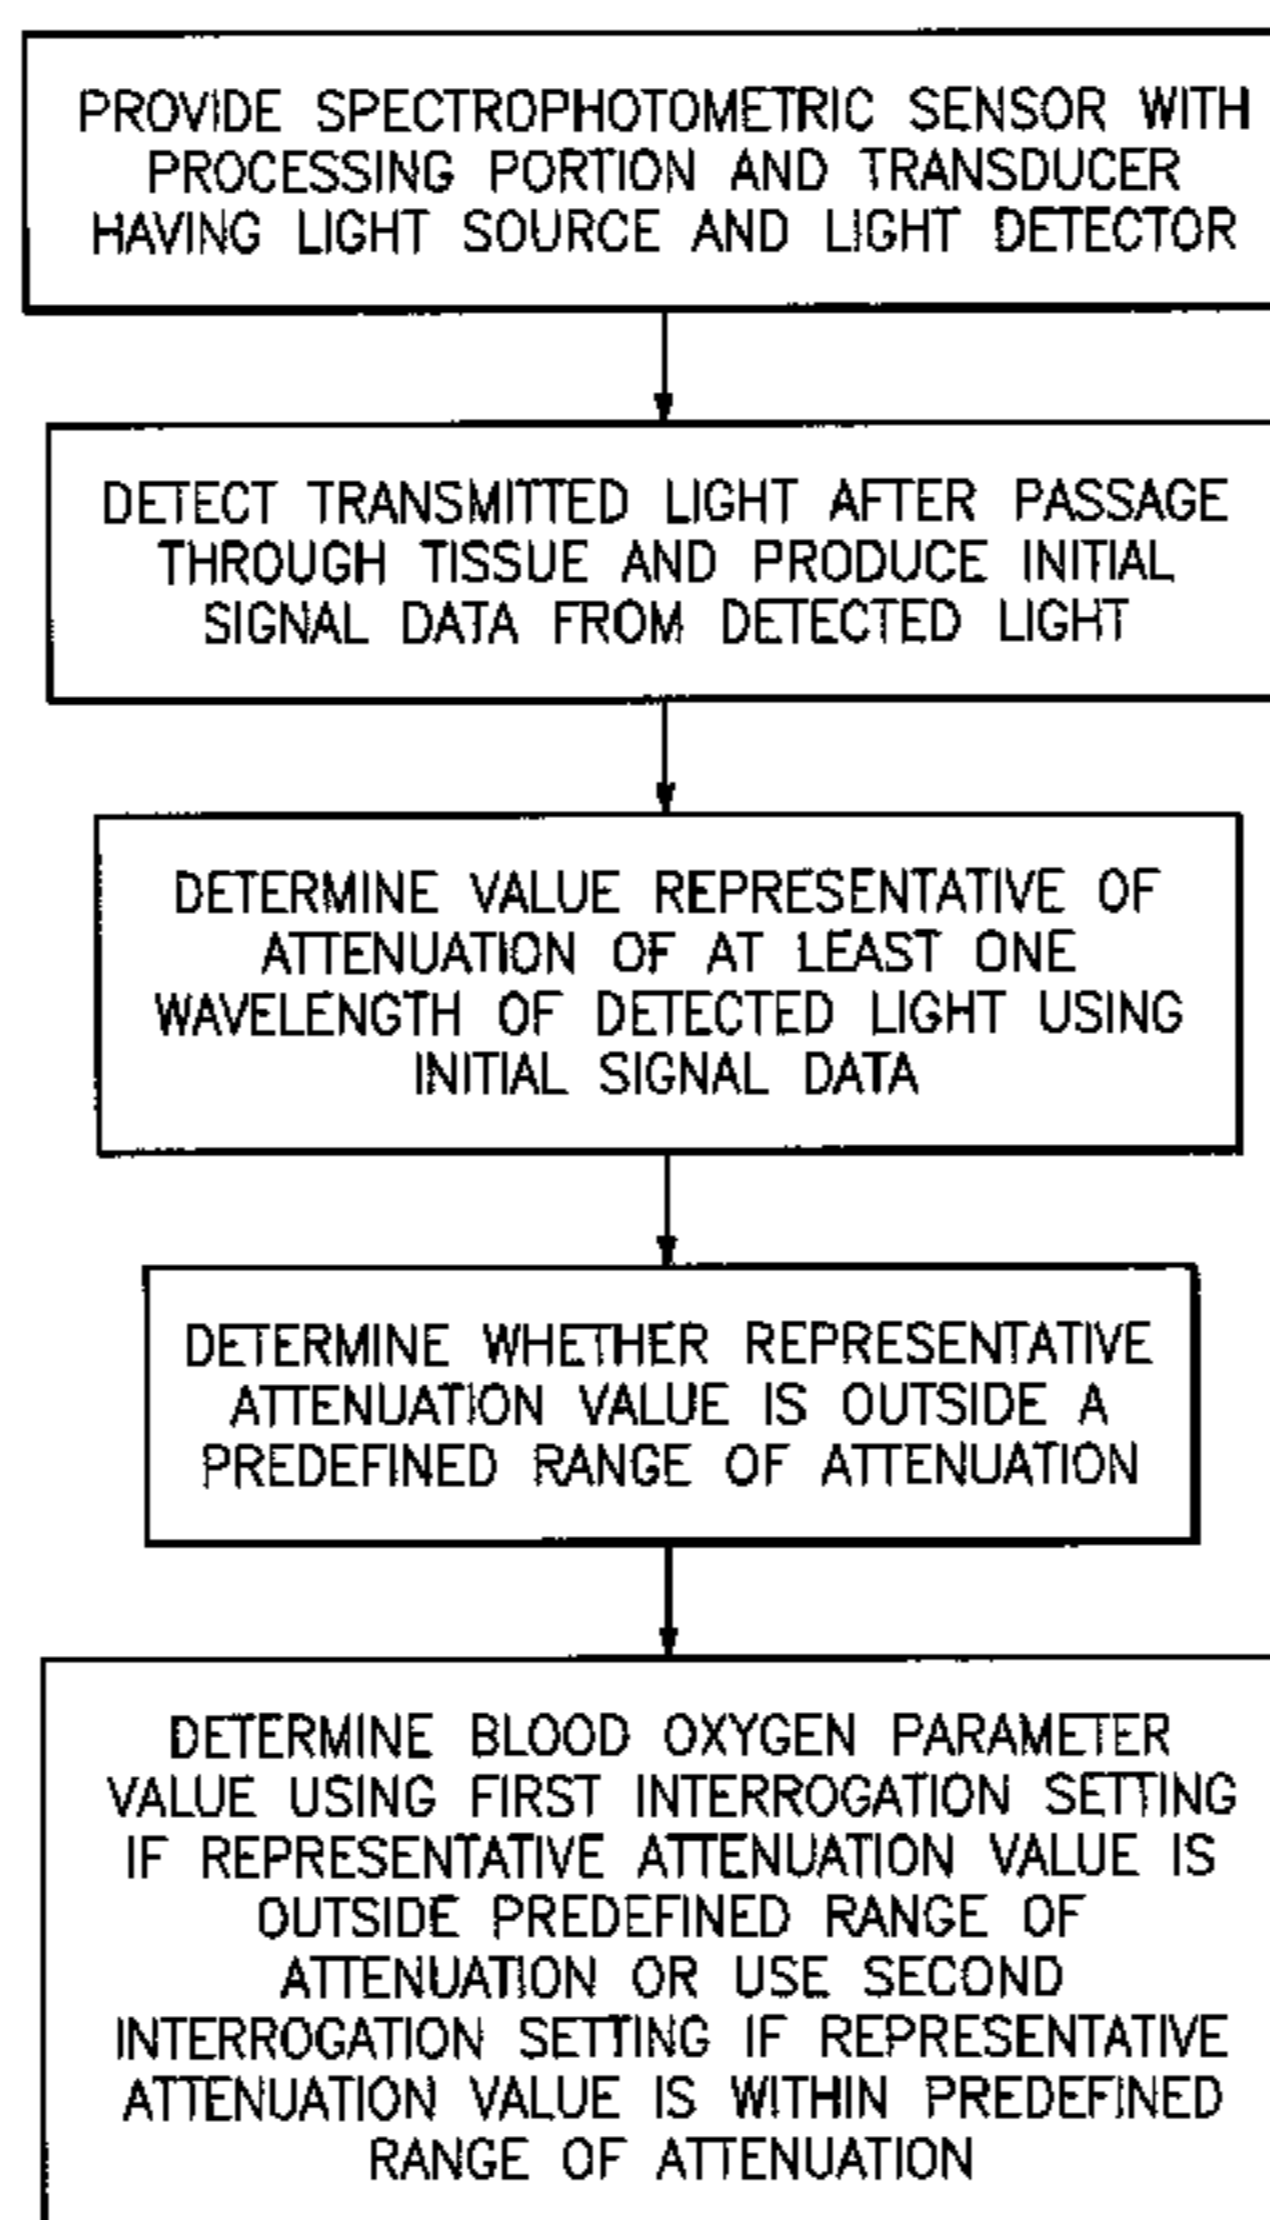 PROVIDE SPECTROPHOTOMETRIC SENSOR WITH
PROCESSING PORTION AND TRANSDUCER
HAVING LIGHT SOURCE AND LIGHT DETECTOR
DETECT TRANSMITTED LIGHT AFTER PASSAGE
THROUGH TISSUE AND PRODUCE INITIAL
SIGNAL DATA FROM DETECTED LIGHT
DETERMINE VALUE REPRESENTATIVE OF
ATTENUATION OF AT LEAST ONE
WAVELENGTH OF DETECTED LIGHT USING
INITIAL SIGNAL DATA
DETERMINE WHETHER REPRESENTATIVE
ATTENUATION VALUE IS OUTSIDE A
PREDEFINED RANGE OF ATTENUATION
DETERMINE BLOOD OXYGEN PARAMETER
VALUE USING FIRST INTERROGATION SETTING
IF REPRESENTATIVE ATTENUATION VALUE IS
OUTSIDE PREDEFINED RANGE OF
ATTENUATION OR USE SECOND
INTERROGATION SETTING IF REPRESENTATIVE
ATTENUATION VALUE IS WITHIN PREDEFINED
RANGE OF ATTENUATION